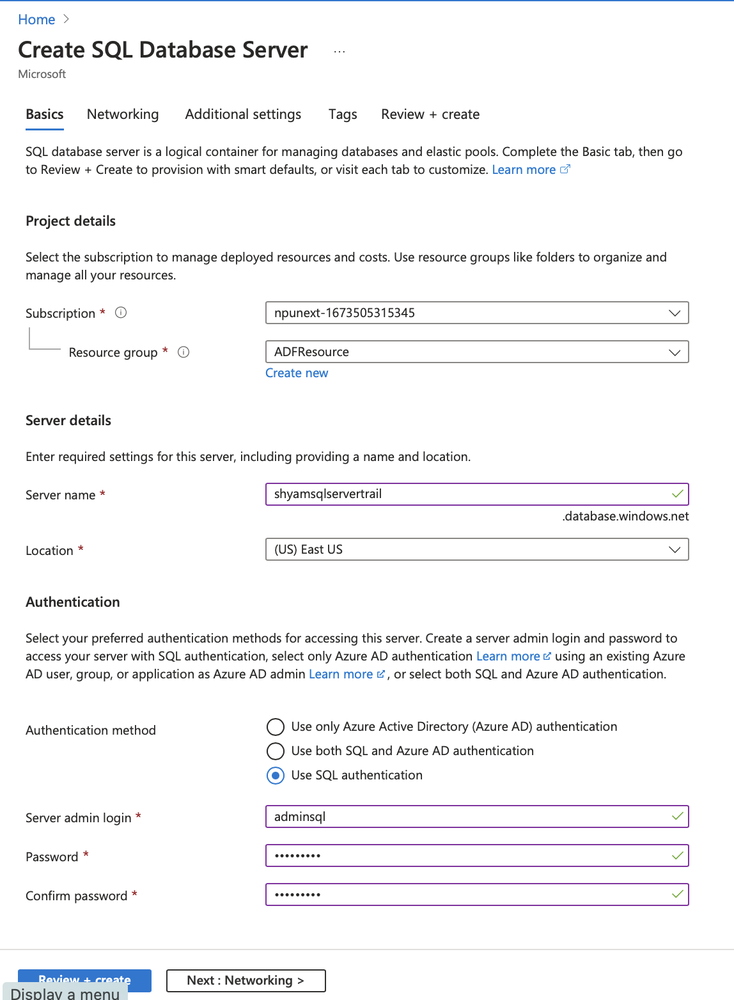 Home >
Create SQL Database Server ...
Microsoft
Basics Networking Additional settings Tags Review + create
SQL database server is a logical container for managing databases and elastic pools. Complete the Basic tab, then go
to Review + Create to provision with smart defaults, or visit each tab to customize. Learn more
Project details
Select the subscription to manage deployed resources and costs. Use resource groups like folders to organize and
manage all your resources.
Subscription * npunext-1673505315345
Resource group * ADFResource
Create new
Server details
Enter required settings for this server, including providing a name and location.
Server name * shyamsqlservertrail
.database.windows.net
Location * (US) East US
Authentication
Select your preferred authentication methods for accessing this server. Create a server admin login and password to
access your server with SQL authentication, select only Azure AD authentication Learn more using an existing Azure
AD user, group, or application as Azure AD admin Learn more , or select both SQL and Azure AD authentication.
Authentication method
Use only Azure Active Directory (Azure AD) authentication
Use both SQL and Azure AD authentication
Use SQL authentication
Server admin login * adminsql
Password * •••••••••
Confirm password * •••••••••
Review + create Next : Networking >
Display a menu